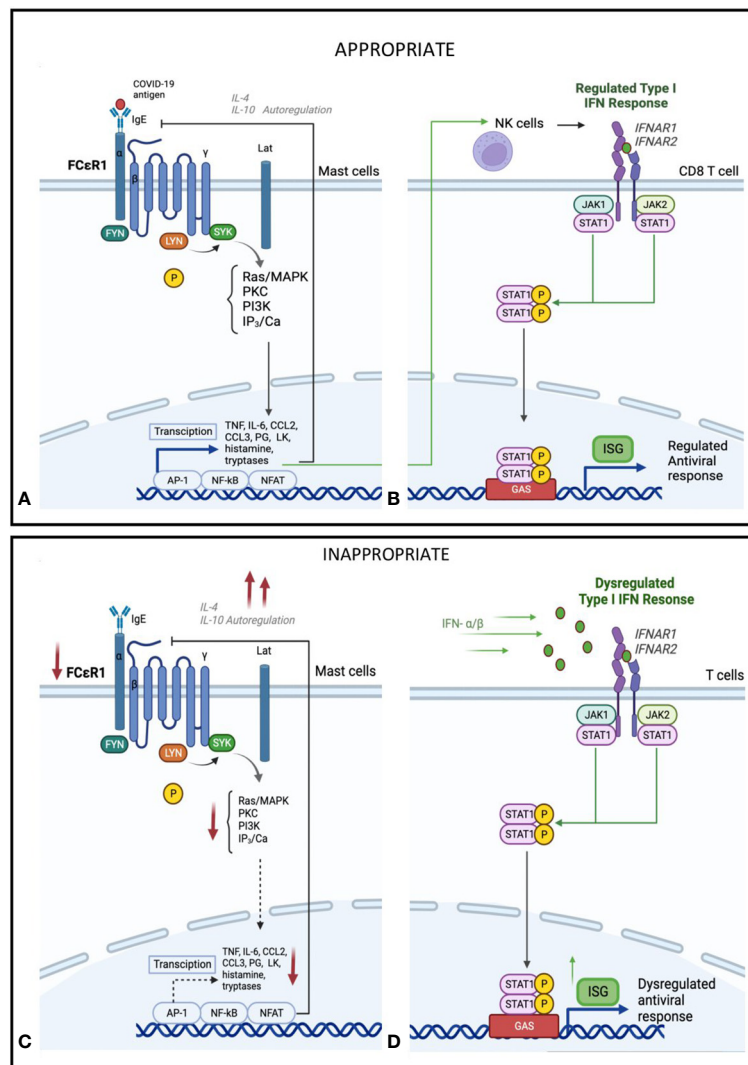 APPROPRIATE
COVID-19
antigen
IgE
IL-4
IL-10 Autoregulation
α
FCεR1
β
γ
Lat
Mast cells
FYN
LYN
SYK
P
Ras/MAPK
PKC
PI3K
IP₃/Ca
Transciption
TNF, IL-6, CCL2,
CCL3, PG, LK,
histamine,
tryptases
AP-1
NF-kB
NFAT
A
NK cells
Regulated Type I
IFN Response
IFNAR1
IFNAR2
CD8 T cell
JAK1
STAT1
JAK2
STAT1
STAT1 P
STAT1 P
STAT1 P
STAT1 P
GAS
ISG
Regulated
Antiviral
response
B
INAPPROPRIATE
IgE
IL-4
IL-10 Autoregulation
α
FCεR1
β
γ
Lat
Mast cells
FYN
LYN
SYK
P
Ras/MAPK
PKC
PI3K
IP₃/Ca
Transciption
TNF, IL-6, CCL2,
CCL3, PG, LK,
histamine,
tryptases
AP-1
NF-kB
NFAT
C
Dysregulated
Type I IFN Resonse
IFN- α/β
IFNAR1
IFNAR2
T cells
JAK1
STAT1
JAK2
STAT1
STAT1 P
STAT1 P
STAT1 P
STAT1 P
GAS
ISG
Dysregulated
antiviral
response
D